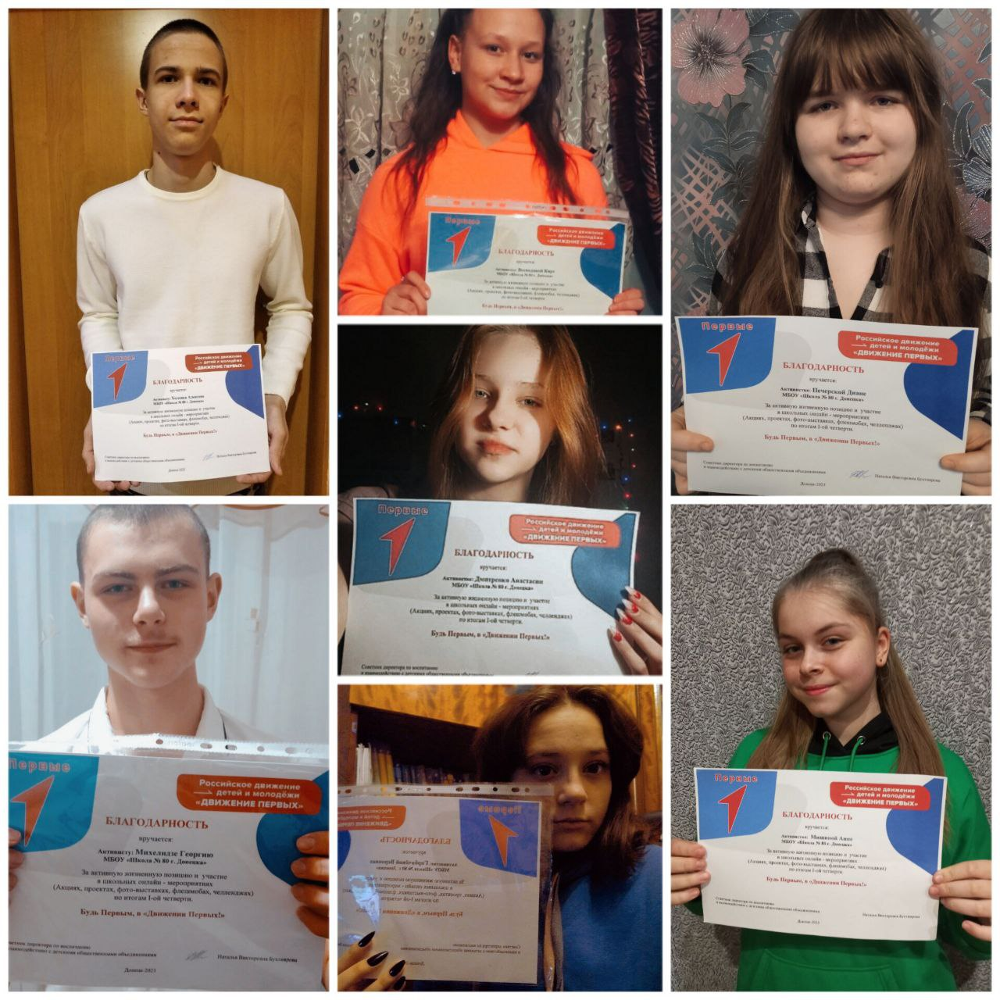 Первые
Российское движение
детей и молодёжи
«ДВИЖЕНИЕ ПЕРВЫХ»
БЛАГОДАРНОСТЬ
вручается:
Активисту: Алексею
МБОУ «Школа № 80 г. Донецка»
За активную жизненную позицию и участие
в школьных онлайн - мероприятиях
(Акциях, проектах, фото-выставках, флешмобах, челленджах)
по итогам I-ой четверти.
Будь Первым, в «Движении Первых!»
Советник директора по воспитанию
и взаимодействию с детскими общественными объединениями
Наталья Викторовна Бухтиярова
Донецк-2023
Первые
Российское движение
детей и молодёжи
«ДВИЖЕНИЕ ПЕРВЫХ»
БЛАГОДАРНОСТЬ
вручается:
Активистке: Кире
МБОУ «Школа № 80 г. Донецка»
За активную жизненную позицию и участие
в школьных онлайн - мероприятиях
(Акциях, проектах, фото-выставках, флешмобах, челленджах)
по итогам I-ой четверти
Будь Первым, в «Движении Первых!»
Первые
Российское движение
детей и молодёжи
«ДВИЖЕНИЕ ПЕРВЫХ»
БЛАГОДАРНОСТЬ
вручается:
Активистке: Печерской Диане
МБОУ «Школа № 80 г. Донецка»
За активную жизненную позицию и участие
в школьных онлайн - мероприятиях
(Акциях, проектах, фото-выставках, флешмобах, челленджах)
по итогам I-ой четверти.
Будь Первым, в «Движении Первых!»
Советник директора по воспитанию
и взаимодействию с детскими общественными объединениями
Наталья Викторовна Бухтиярова
Донецк-2023
Первые
Российское движение
детей и молодёжи
«ДВИЖЕНИЕ ПЕРВЫХ»
БЛАГОДАРНОСТЬ
вручается:
Активистке: Дмитренко Анастасии
МБОУ «Школа № 80 г. Донецка»
За активную жизненную позицию и участие
в школьных онлайн - мероприятиях
(Акциях, проектах, фото-выставках, флешмобах, челленджах)
по итогам I-ой четверти.
Будь Первым, в «Движении Первых!»
Советник директора по воспитанию
и взаимодействию с детскими общественными объединениями
Первые
Российское движение
детей и молодёжи
«ДВИЖЕНИЕ ПЕРВЫХ»
БЛАГОДАРНОСТЬ
вручается:
Активисту: Михелидзе Георгию
МБОУ «Школа № 80 г. Донецка»
За активную жизненную позицию и участие
в школьных онлайн - мероприятиях
(Акциях, проектах, фото-выставках, флешмобах, челленджах)
по итогам I-ой четверти.
Будь Первым, в «Движении Первых!»
Советник директора по воспитанию
взаимодействию с детскими общественными объединениями
Наталья Викторовна Бухтиярова
Донецк-2023
Первые
Российское движение
детей и молодёжи
«ДВИЖЕНИЕ
БЛАГОДАРНОСТЬ
вручается:
Активистке:
МБОУ «Школа № 80 г. Донецка»
За активную жизненную позицию и
в школьных онлайн - мероприятиях
(Акциях, проектах, фото-выставках,
по итогам I-ой
четверти
Будь Первым, в «Движении
Советник директора по воспитанию
и взаимодействию с детскими общественными объединениями
Донецк-2023
Первые
Российское движение
детей и молодёжи
«ДВИЖЕНИЕ ПЕРВЫХ»
БЛАГОДАРНОСТЬ
вручается:
Активистке: Мишиной Анне
МБОУ «Школа № 80 г. Донецка»
За активную жизненную позицию и участие
в школьных онлайн - мероприятиях
(Акциях, проектах, фото-выставках, флешмобах, челленджах)
по итогам I-ой четверти.
Будь Первым, в «Движении Первых!»
Советник директора по воспитанию
и взаимодействию с детскими общественными объединениями
Наталья Викторовна Бухтиярова
Донецк-2023